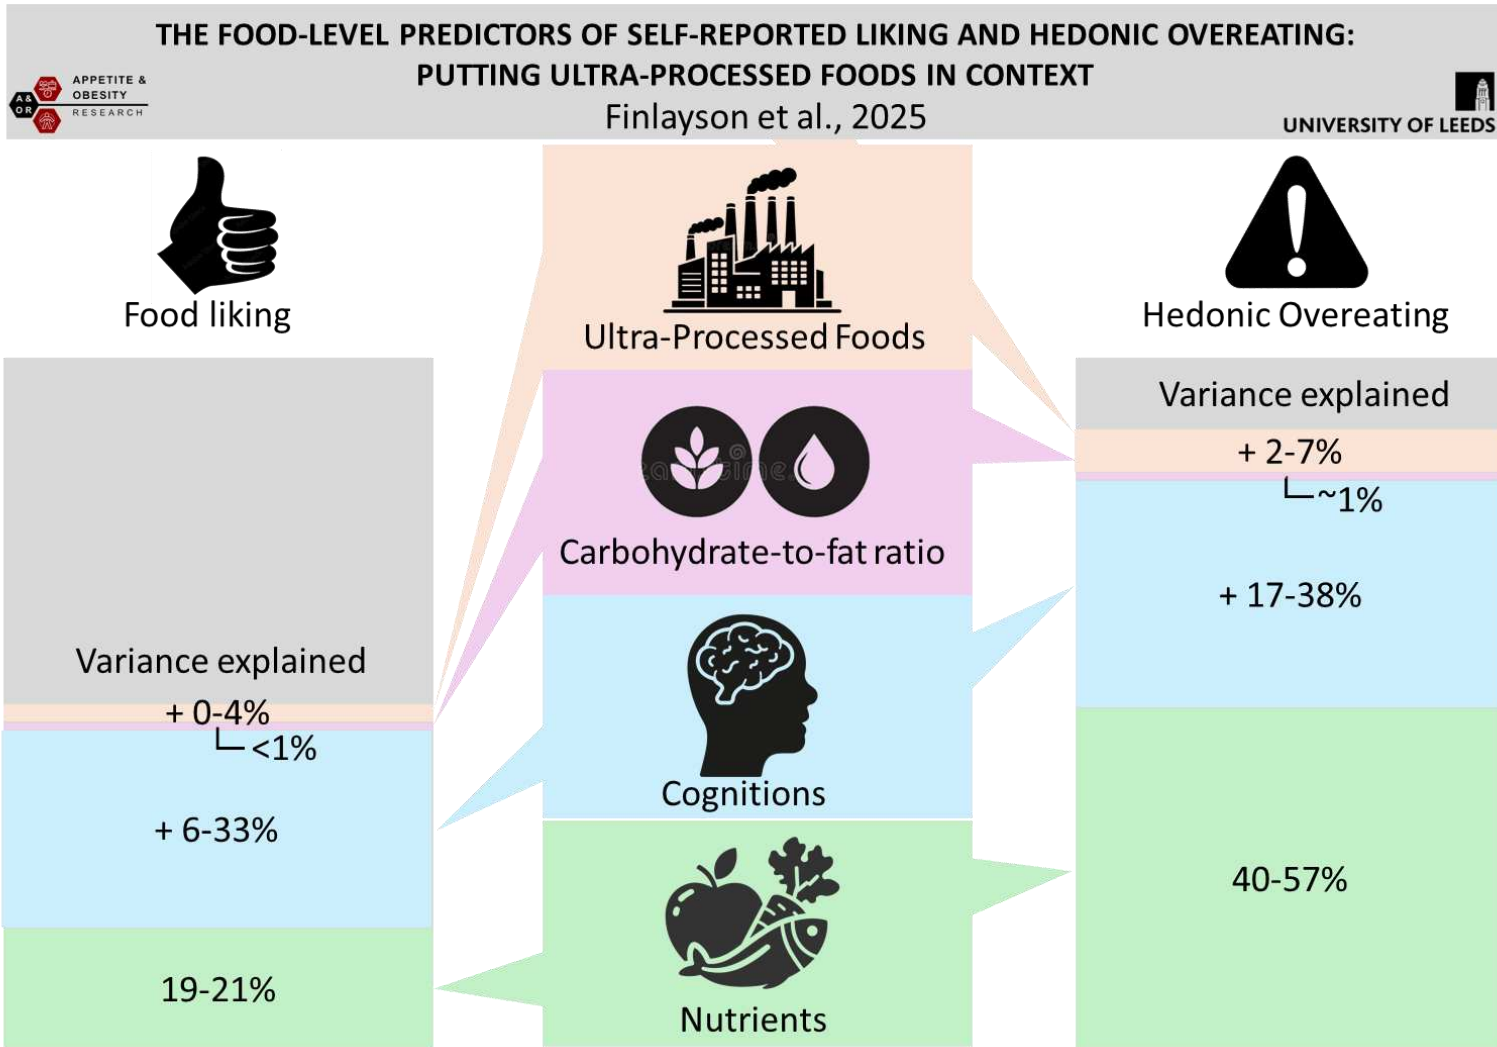 THE FOOD-LEVEL PREDICTORS OF SELF-REPORTED LIKING AND HEDONIC OVEREATING:
PUTTING ULTRA-PROCESSED FOODS IN CONTEXT
Finlayson et al., 2025
A&
OR
APPETITE &
OBESITY
RESEARCH
UNIVERSITY OF LEEDS
Food liking
Variance explained
+ 0-4%
<1%
+ 6-33%
19-21%
Ultra-Processed Foods
Carbohydrate-to-fat ratio
Cognitions
Nutrients
Hedonic Overeating
Variance explained
+ 2-7%
~1%
+ 17-38%
40-57%